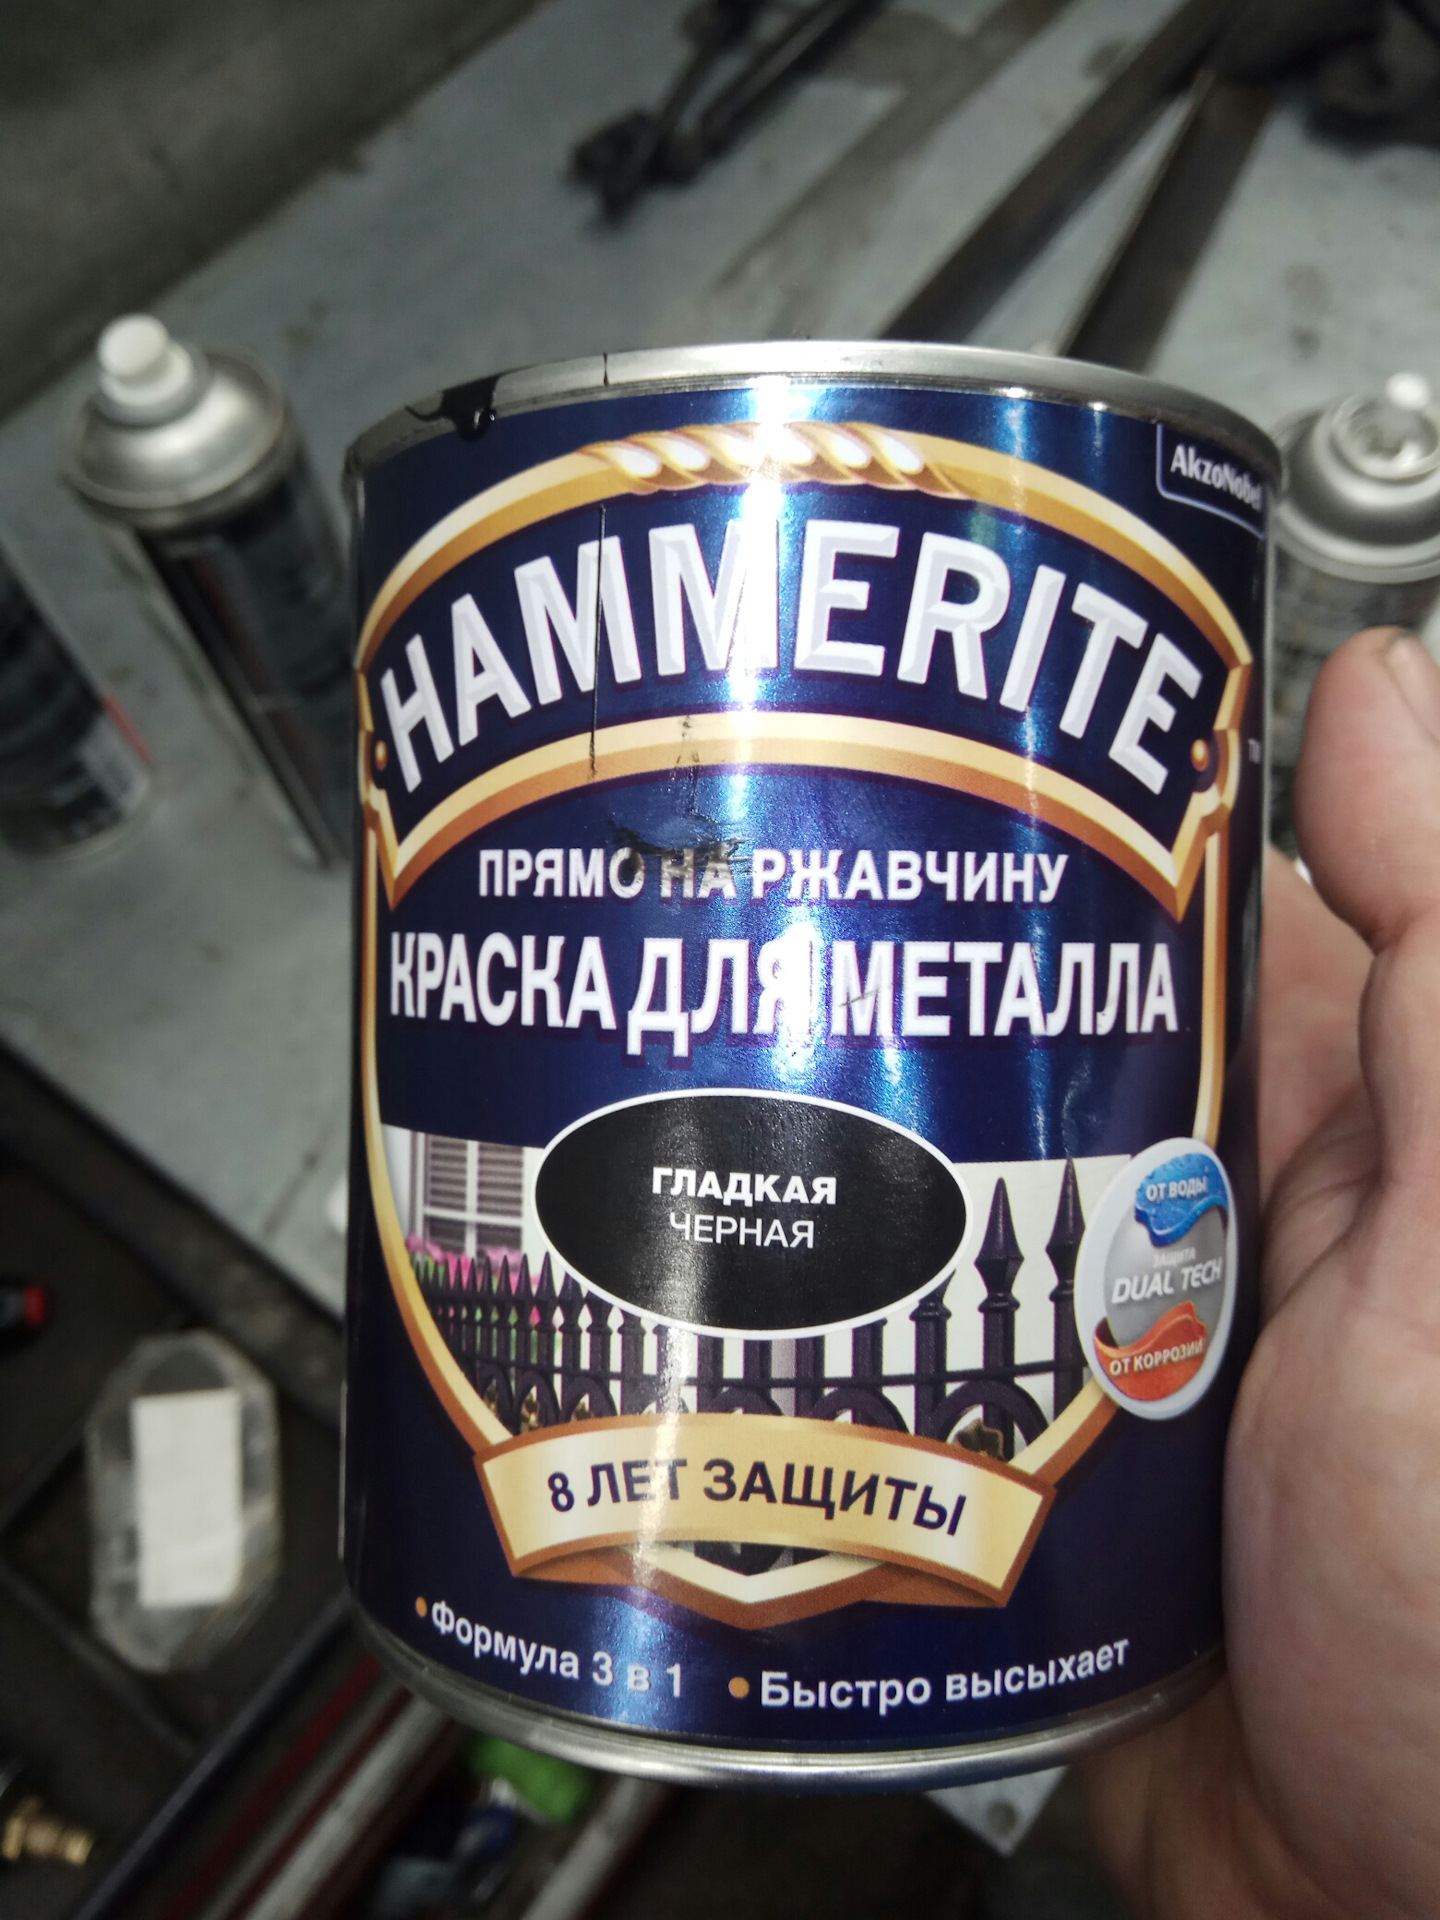 AkzoNobel
HAMMERITE
ПРЯМО НА РЖАВЧИНУ
КРАСКА ДЛЯ МЕТАЛЛА
ГЛАДКАЯ
ЧЕРНАЯ
ОТ ВОДЫ
ЗАЩИТА
DUAL TECH
ОТ КОРРОЗИИ
8 ЛЕТ ЗАЩИТЫ
•Формула 3 в 1 •Быстро высыхает